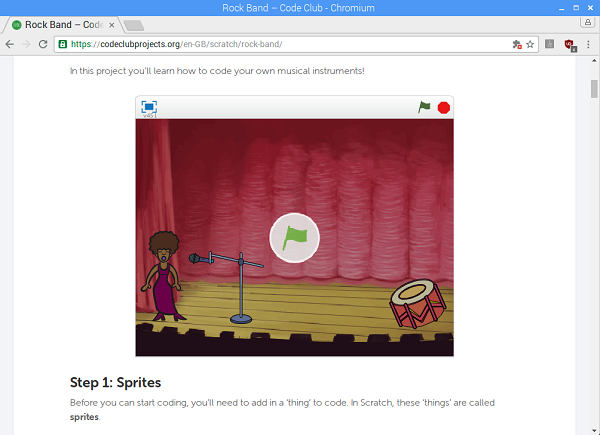 Rock Band – Code Club - Chromium
Rock Band – Code
https://codeclubprojects.org/en-GB/scratch/rock-band/
In this project you'll learn how to code your own musical instruments!
v451
Step 1: Sprites
Before you can start coding, you'll need to add in a 'thing' to code. In Scratch, these 'things' are called
sprites.